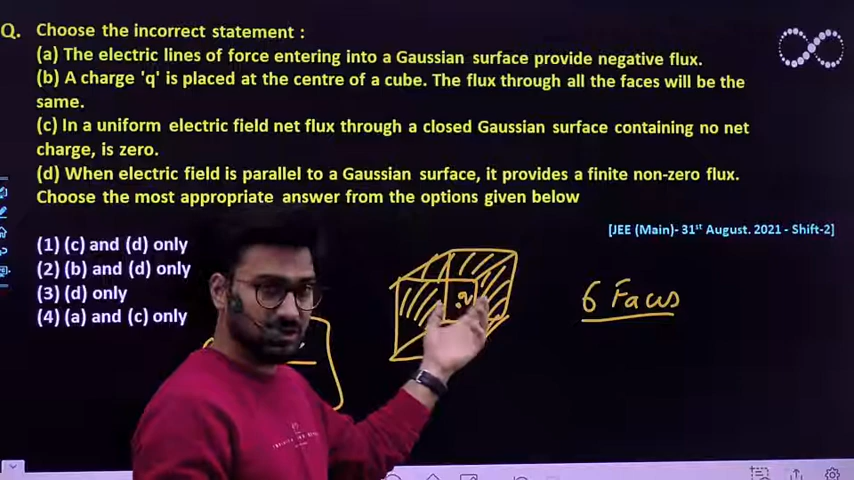 Q. Choose the incorrect statement :
(a) The electric lines of force entering into a Gaussian surface provide negative flux.
(b) A charge 'q' is placed at the centre of a cube. The flux through all the faces will be the
same.
(c) In a uniform electric field net flux through a closed Gaussian surface containing no net
charge, is zero.
(d) When electric field is parallel to a Gaussian surface, it provides a finite non-zero flux.
Choose the most appropriate answer from the options given below
[JEE (Main)- 31st August. 2021 - Shift-2]
(1) (c) and (d) only
(2) (b) and (d) only
(3) (d) only
(4) (a) and (c) only
6 Faces